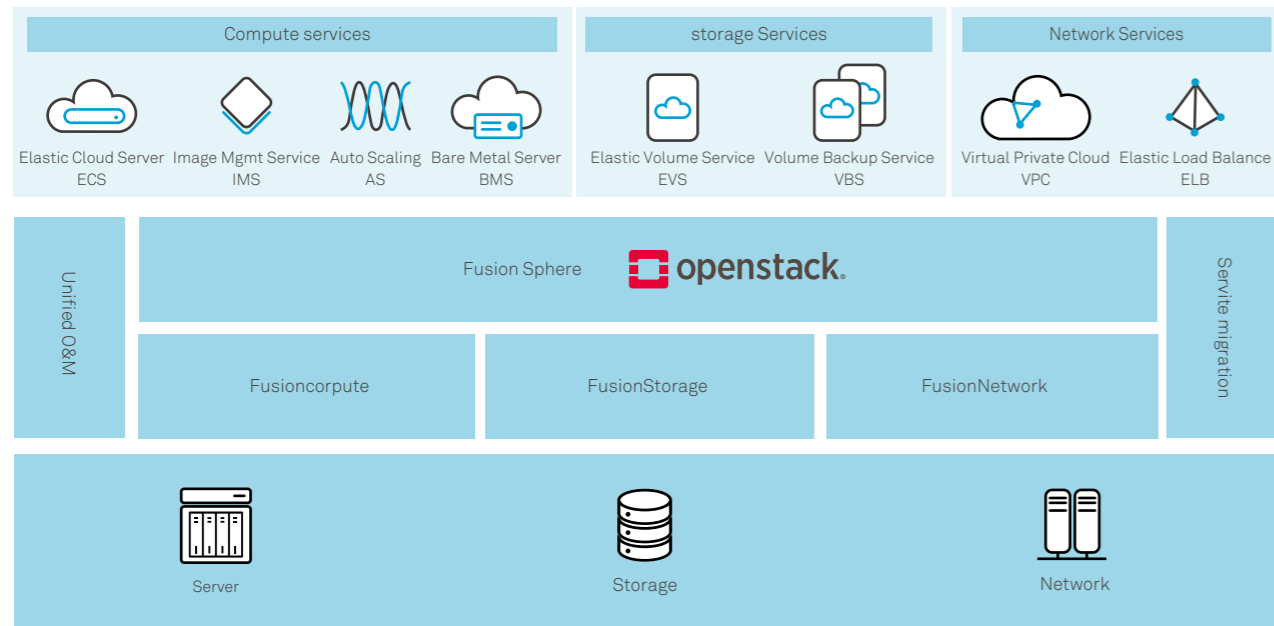 Compute services
storage Services
Network Services
Elastic Cloud Server
ECS
Image Mgmt Service
IMS
Auto Scaling
AS
Bare Metal Server
BMS
Elastic Volume Service
EVS
Volume Backup Service
VBS
Virtual Private Cloud
VPC
Elastic Load Balance
ELB
Unified O&M
Fusion Sphere
openstack.
Servite migration
Fusioncorpute
FusionStorage
FusionNetwork
Server
Storage
Network